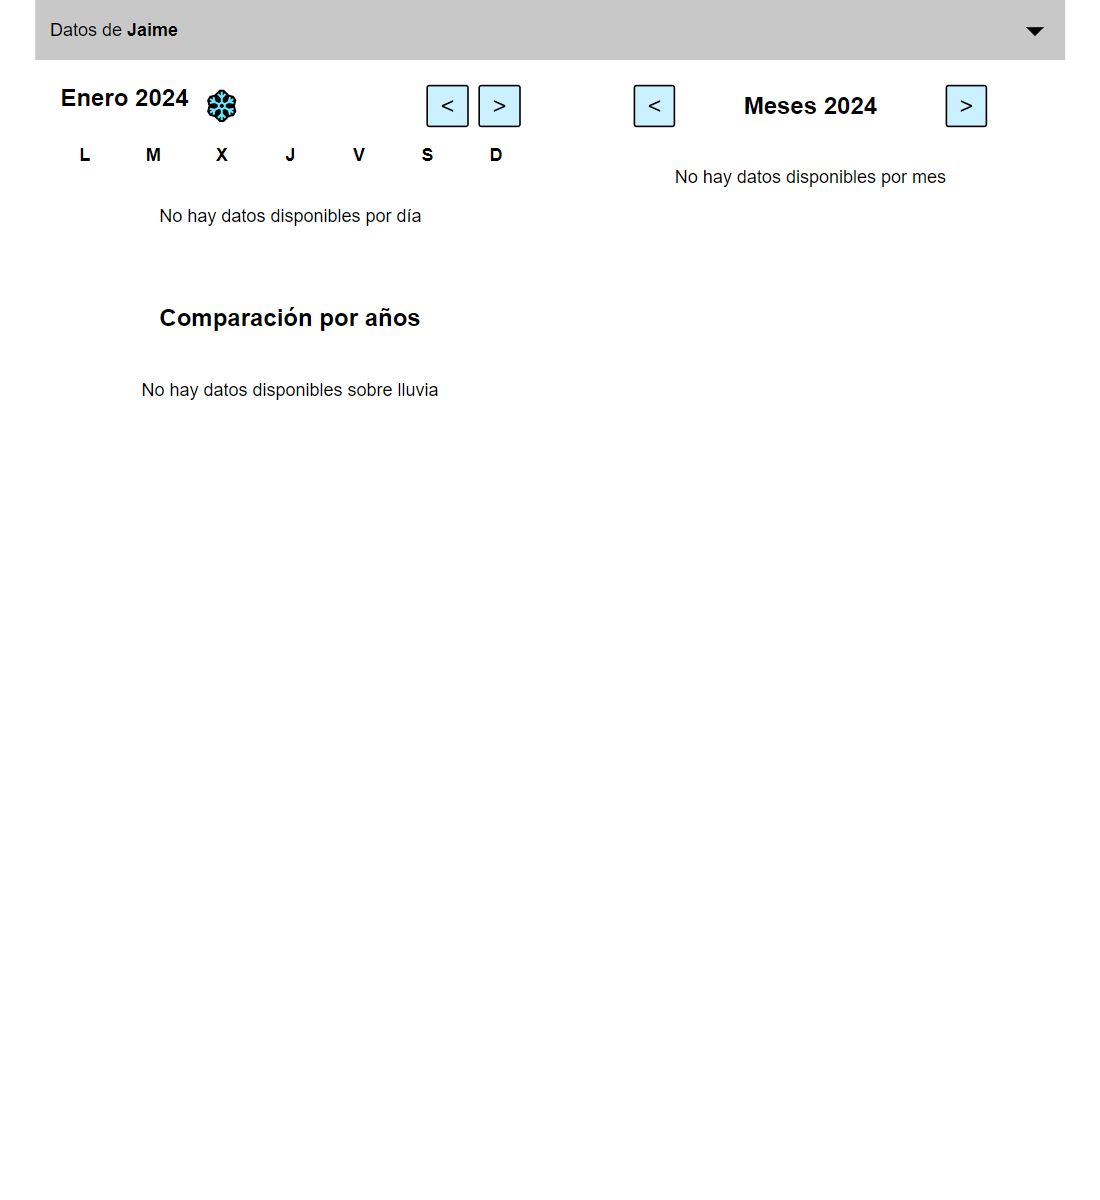 Datos de Jaime
Enero 2024
< >
L M X J V S D
No hay datos disponibles por día
< Meses 2024 >
No hay datos disponibles por mes
Comparación por años
No hay datos disponibles sobre lluvia